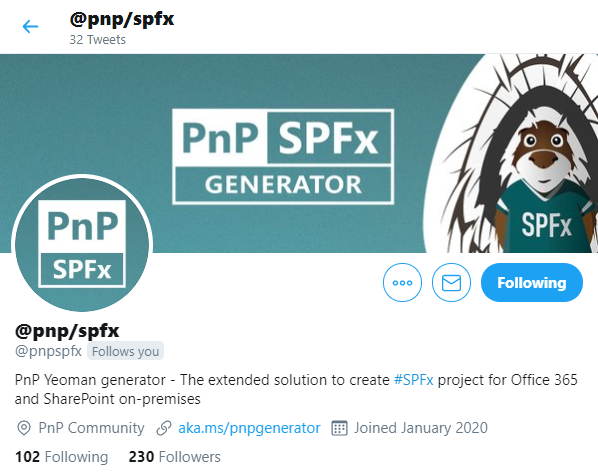 @pnp/spfx
32 Tweets
PnP SPFx
GENERATOR
SPFx
PnP
SPFx
Following
@pnp/spfx
@pnpspfx Follows you
PnP Yeoman generator - The extended solution to create #SPFx project for Office 365
and SharePoint on-premises
PnP Community aka.ms/pnpgenerator Joined January 2020
102 Following 230 Followers